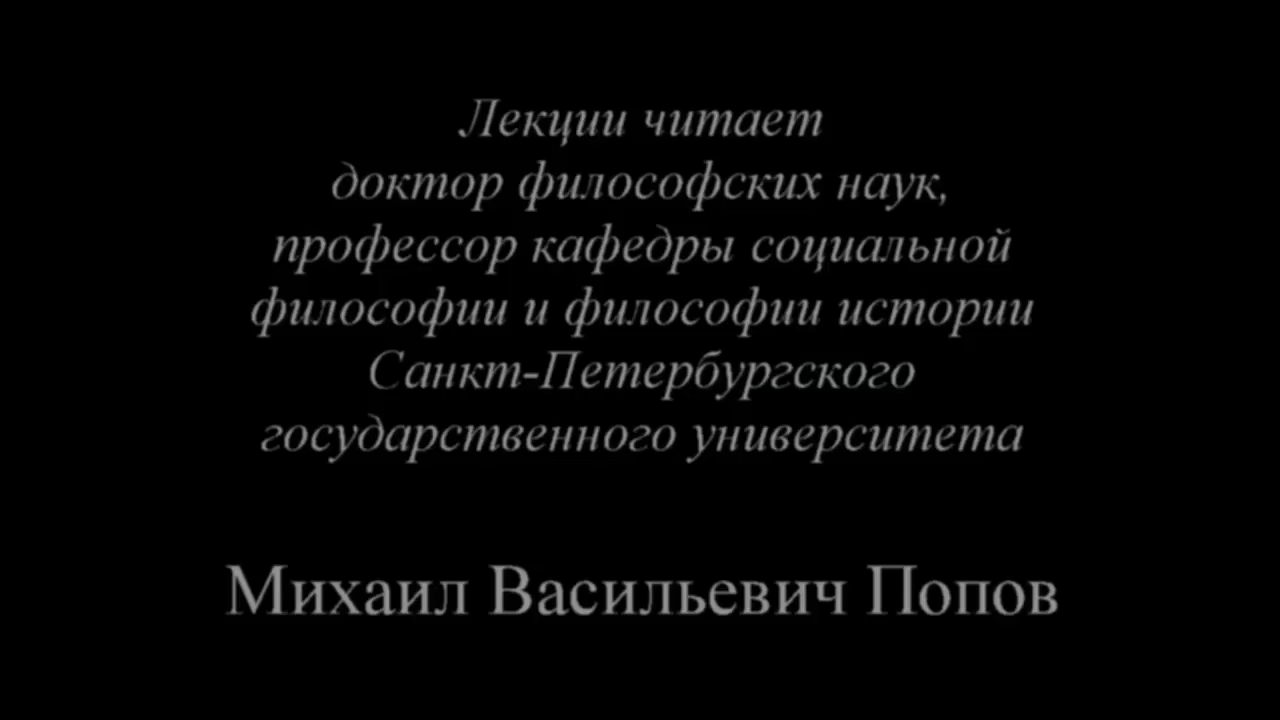 Лекции читает
доктор философских наук,
профессор кафедры социальной
философии и философии истории
Санкт-Петербургского
государственного университета
Михаил Васильевич Попов